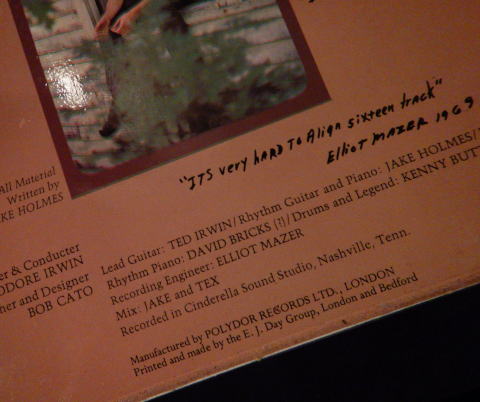 "ITS very hARD To Align sixteen track"
Elliot MAZER 1969
All Material
Written by
KE HOLMES
er & Conducter
ODORE IRWIN
her and Designer
BOB CATO
Lead Guitar: TED IRWIN/Rhythm Guitar and Piano: JAKE HOLMES/
Rhythm Piano: DAVID BRICKS (?)/Drums and Legend: KENNY BUTT
Recording Engineer: ELLIOT MAZER
Mix: JAKE and TEX
Recorded in Cinderella Sound Studio, Nashville, Tenn.
Manufactured by POLYDOR RECORDS LTD., LONDON
Printed and made by the E. J. Day Group, London and Bedford